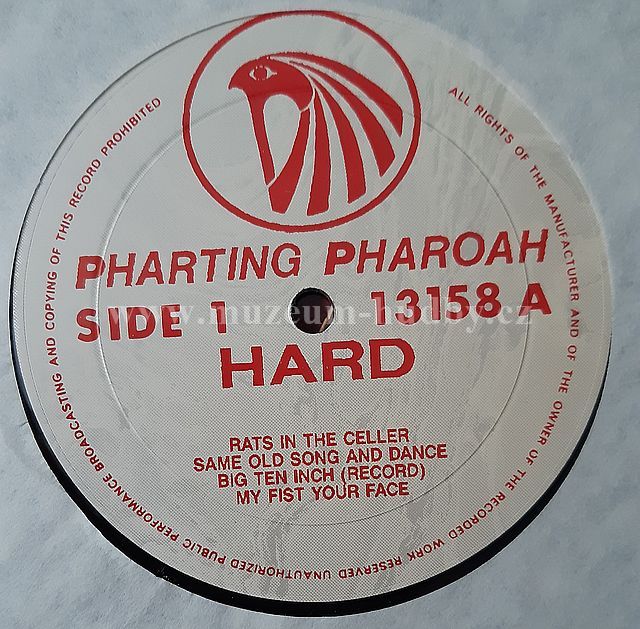 PHARTING PHAROAH
SIDE 1 13158 A
www.muzeum-hudby.cz
HARD
RATS IN THE CELLER
SAME OLD SONG AND DANCE
BIG TEN INCH (RECORD)
MY FIST YOUR FACE
ALL RIGHTS OF THE MANUFACTURER AND OF THE OWNER OF THE RECORDED WORK RESERVED UNAUTHORIZED PUBLIC PERFORMANCE BROADCASTING AND COPYING OF THIS RECORD PROHIBITED